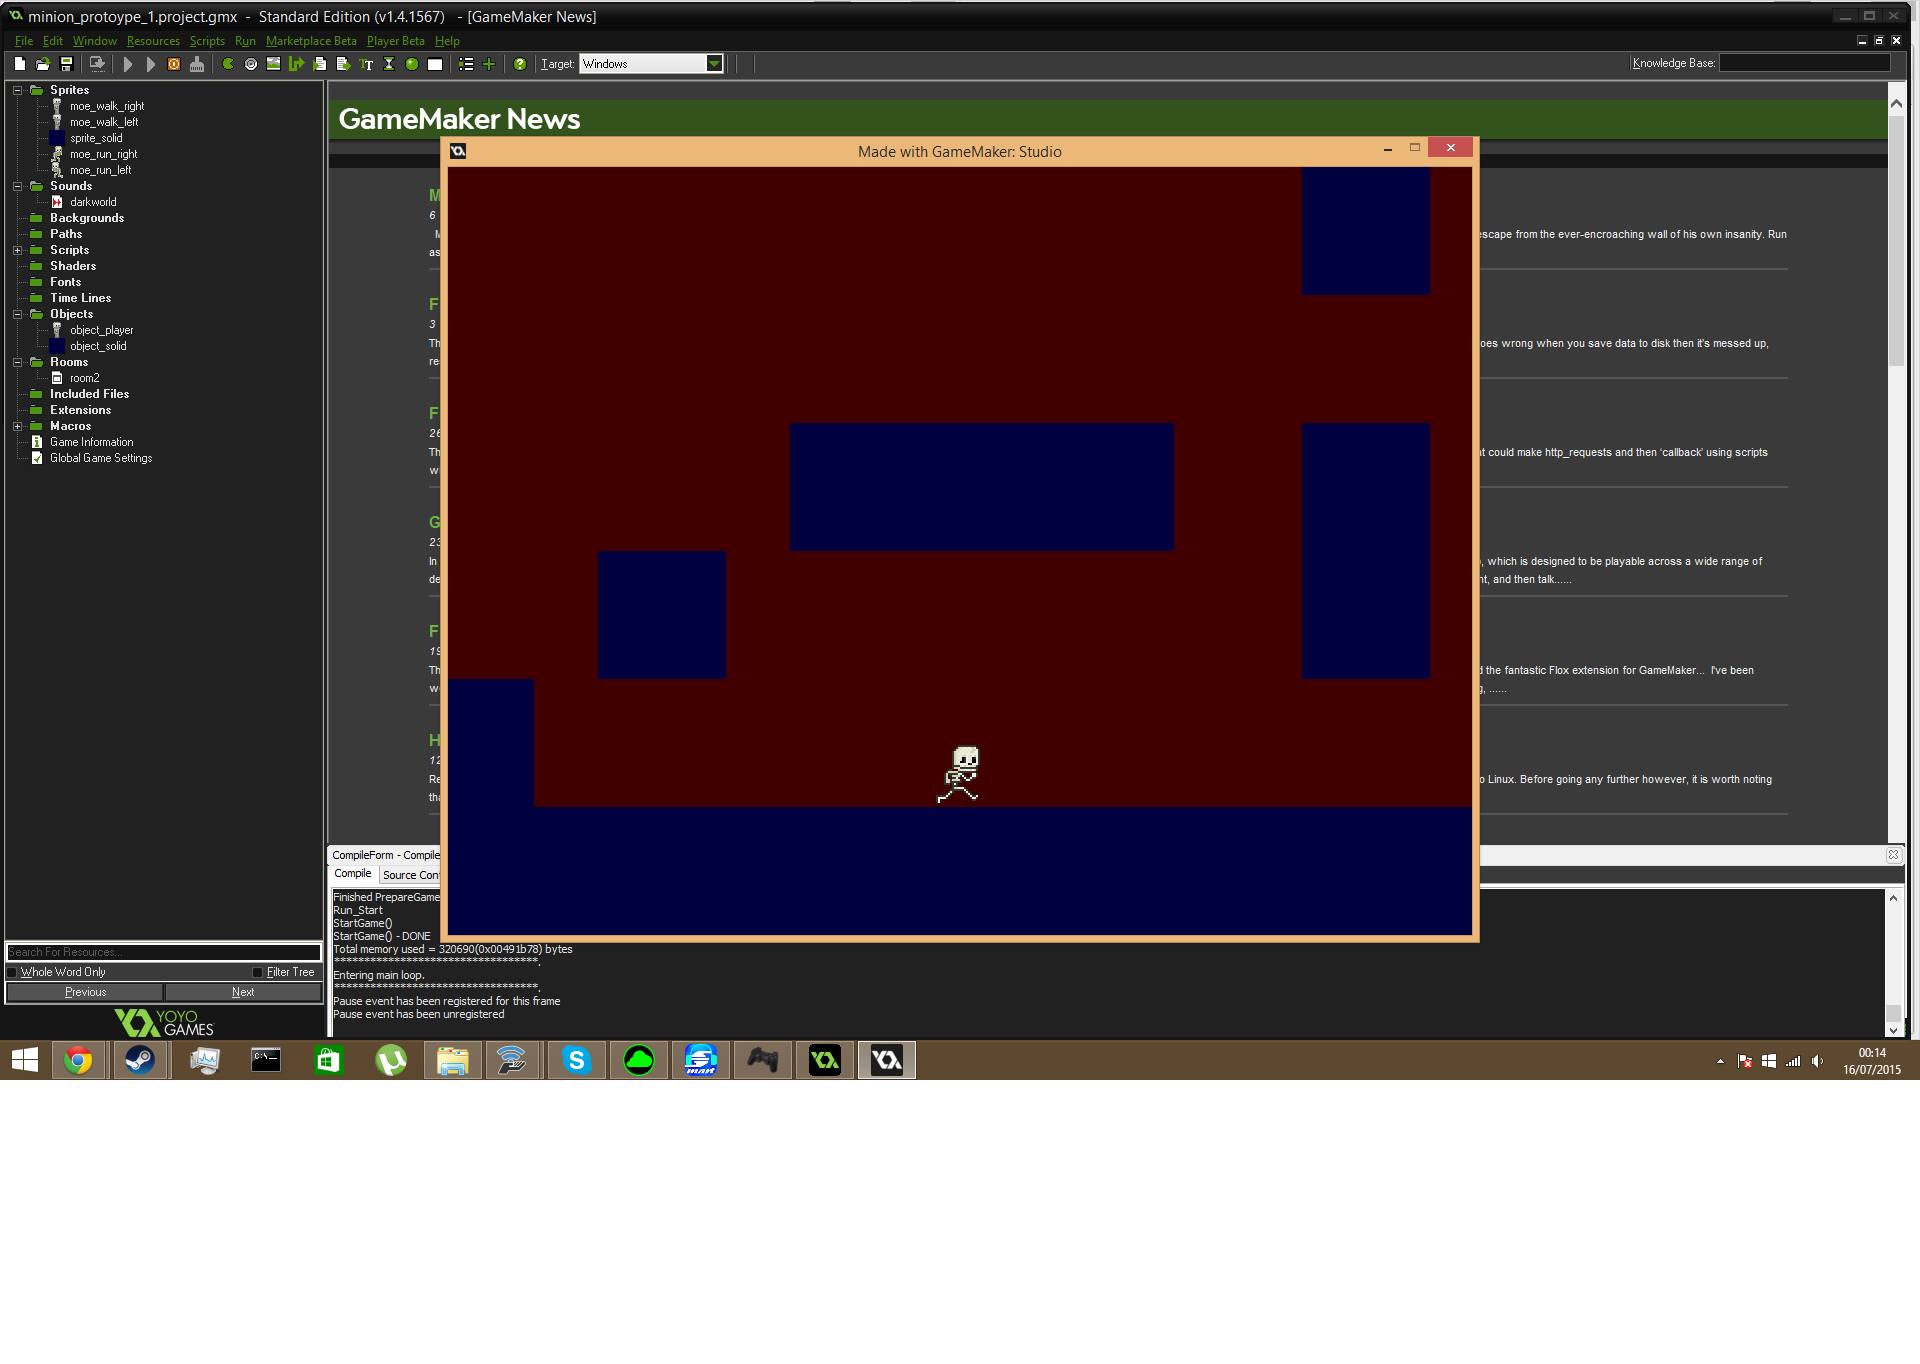 minion_protoype_1.project.gmx - Standard Edition (v1.4.1567) - [GameMaker News]
File Edit Window Resources Scripts Run Marketplace Beta Player Beta Help
Target: Windows
Knowledge Base:
Sprites
moe_walk_right
moe_walk_left
sprite_solid
moe_run_right
moe_run_left
Sounds
darkworld
Backgrounds
Paths
Scripts
Shaders
Fonts
Time Lines
Objects
object_player
object_solid
Rooms
room2
Included Files
Extensions
Macros
Game Information
Global Game Settings
Search For Resources...
Whole Word Only Filter Tree
Previous Next
YOYO
GAMES
GameMaker News
Made with GameMaker: Studio
M
6
M
as
F
3
Th
re
F
26
Th
w
G
23
In
de
F
19
Th
w
H
12
Re
tha
escape from the ever-encroaching wall of his own insanity. Run
oes wrong when you save data to disk then it's messed up,
t could make http_requests and then 'callback' using scripts
, which is designed to be playable across a wide range of
nt, and then talk......
d the fantastic Flox extension for GameMaker... I've been
g, ......
o Linux. Before going any further however, it is worth noting
CompileForm - Compile
Compile Source Con
Finished PrepareGame
Run_Start
StartGame()
StartGame() - DONE
Total memory used = 320690(0x00491b78) bytes
**********************************.
Entering main loop.
**********************************.
Pause event has been registered for this frame
Pause event has been unregistered
C:\_
00:14
16/07/2015